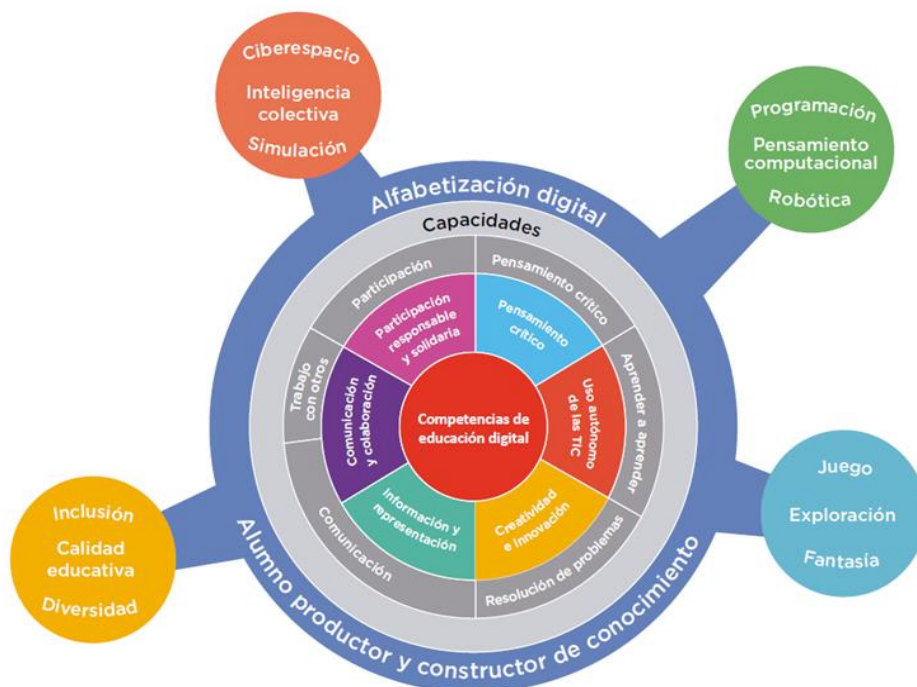 Ciberespacio
Inteligencia
colectiva
Simulación
Programación
Pensamiento
computacional
Robótica
Alfabetización digital
Capacidades
Participación
Pensamiento crítico
Participación
responsable
y solidaria
Pensamiento
crítico
Trabajo
con otros
Comunicación
y colaboración
Competencias de
educación digital
Uso autónomo
de las TIC
Aprender a aprender
Información y
representación
Creatividad
e innovación
Comunicación
Resolución de problemas
Inclusión
Calidad
educativa
Diversidad
Juego
Exploración
Fantasía
Alumno productor y constructor de conocimiento